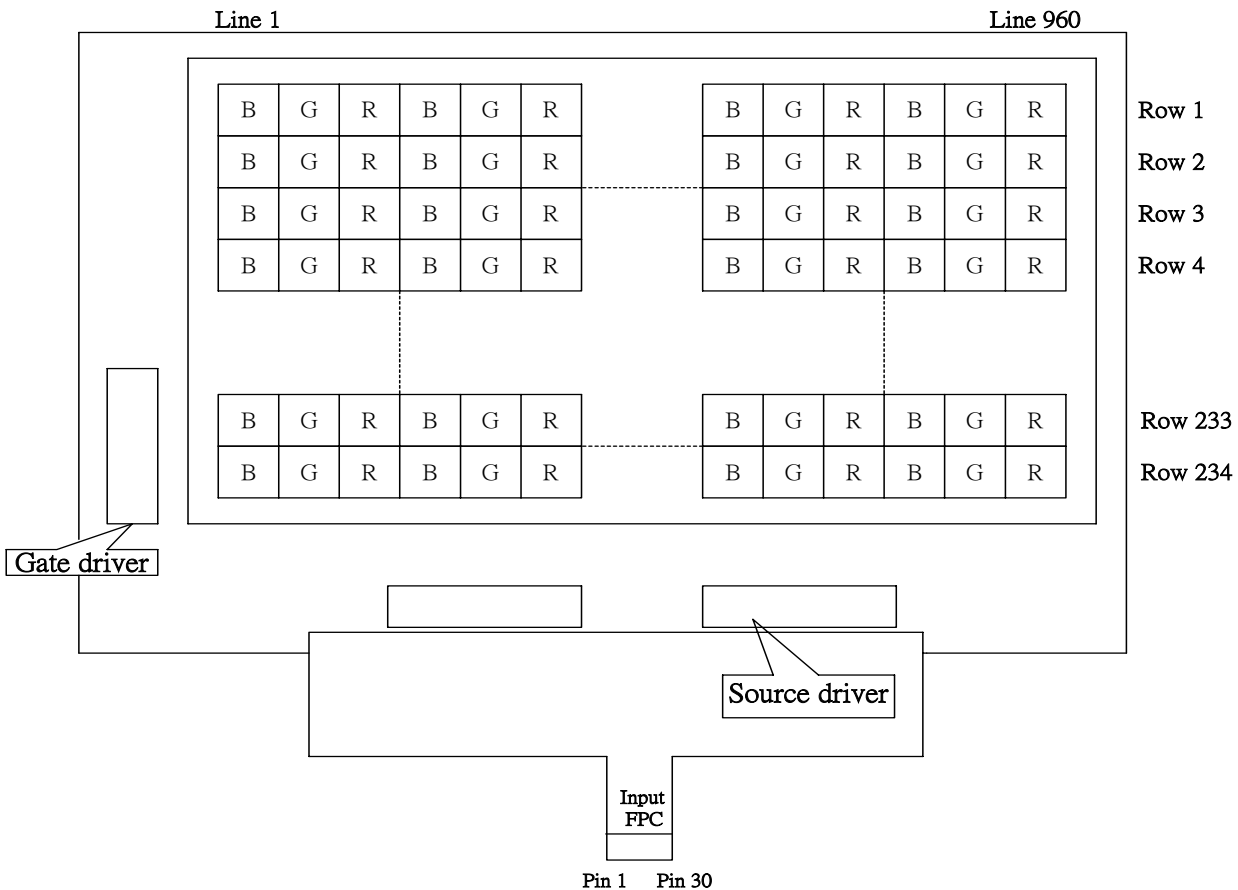 Line 1 Line 960
B G R B G R B G R B G R Row 1
B G R B G R B G R B G R Row 2
B G R B G R B G R B G R Row 3
B G R B G R B G R B G R Row 4
B G R B G R B G R B G R Row 233
B G R B G R B G R B G R Row 234
Gate driver
Source driver
Input
FPC
Pin 1 Pin 30